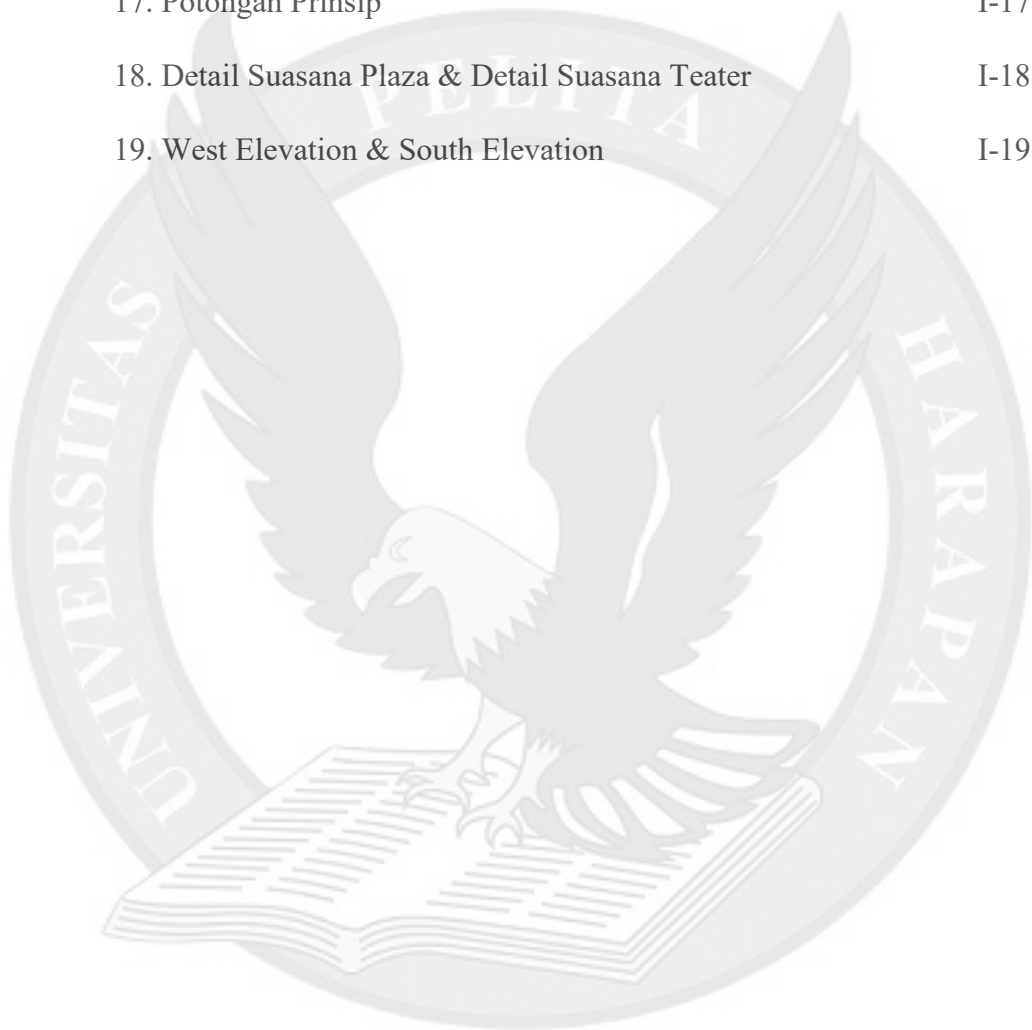 17. Potongan Prinsip I-17
18. Detail Suasana Plaza & Detail Suasana Teater I-18
19. West Elevation & South Elevation I-19
UNIVERSITAS PELITA HARAPAN